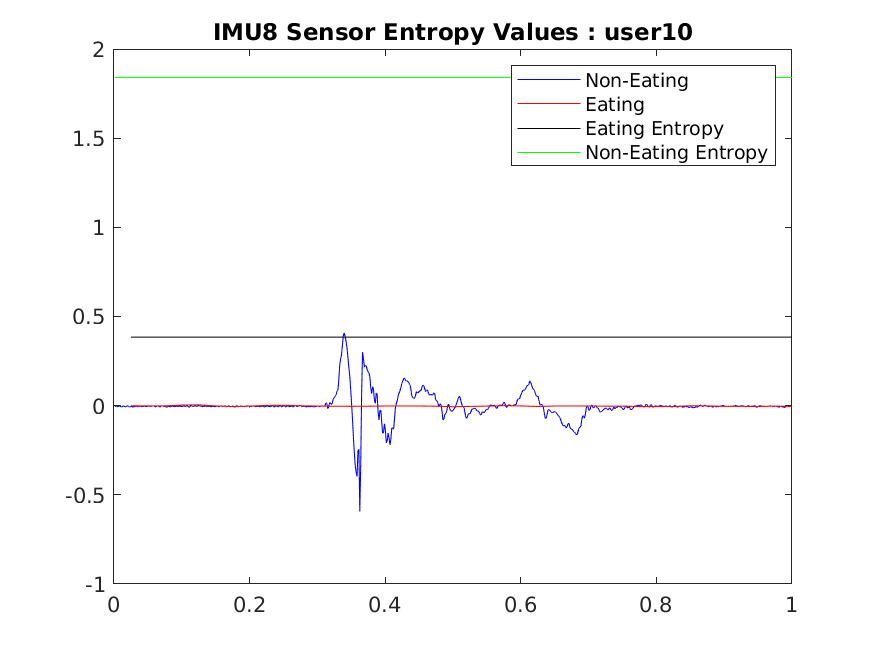 IMU8 Sensor Entropy Values : user10
2
1.5
1
0.5
0
-0.5
-1
Non-Eating
Eating
Eating Entropy
Non-Eating Entropy
0 0.2 0.4 0.6 0.8 1